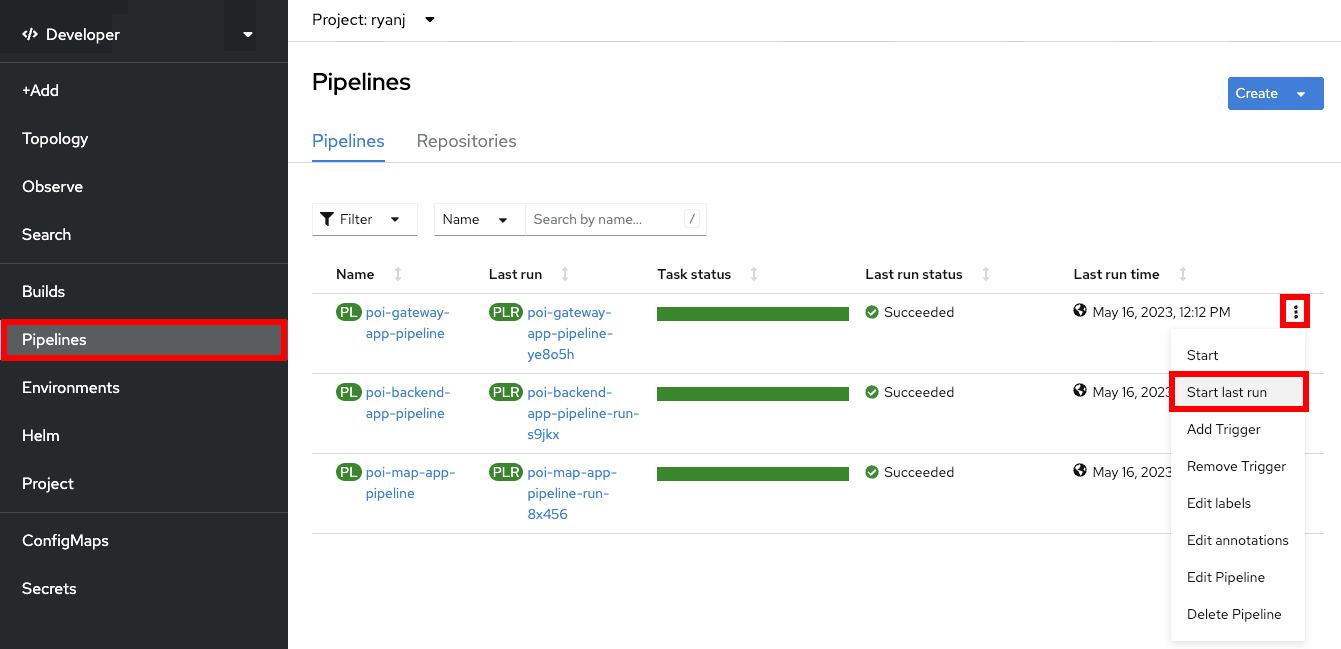 Developer
Project: ryanj
+Add
Topology
Observe
Search
Builds
Pipelines
Environments
Helm
Project
ConfigMaps
Secrets
Pipelines
Create
Pipelines Repositories
Filter Name Search by name... /
Name Last run Task status Last run status Last run time
PL poi-gateway- PLR poi-gateway- Succeeded May 16, 2023, 12:12 PM
app-pipeline app-pipeline-
ye8o5h
PL poi-backend- PLR poi-backend- Succeeded May 16, 2023
app-pipeline app-pipeline-run-
s9jkx
PL poi-map-app- PLR poi-map-app- Succeeded May 16, 2023
pipeline pipeline-run-
8x456
Start
Start last run
Add Trigger
Remove Trigger
Edit labels
Edit annotations
Edit Pipeline
Delete Pipeline